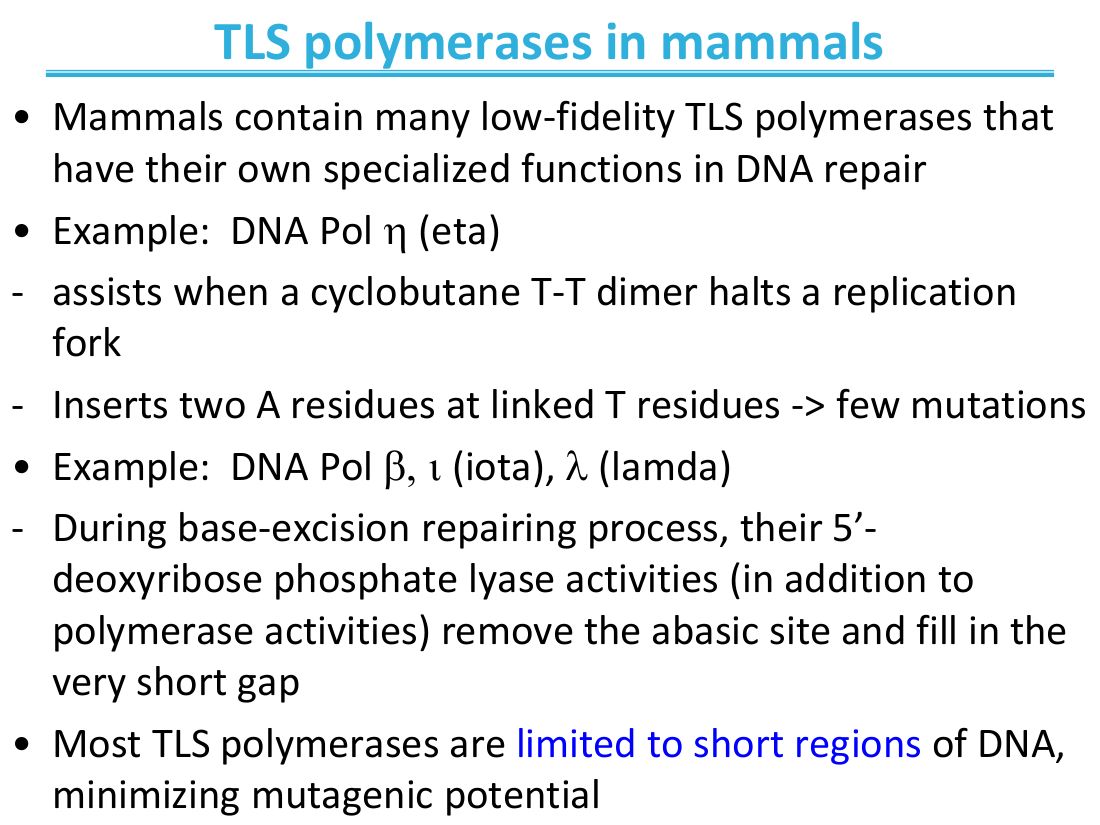 TLS polymerases in mammals
• Mammals contain many low-fidelity TLS polymerases that
have their own specialized functions in DNA repair
• Example:  DNA Pol η (eta)
- assists when a cyclobutane T-T dimer halts a replication
fork
- Inserts two A residues at linked T residues -> few mutations
• Example:  DNA Pol β, ι (iota), λ (lamda)
- During base-excision repairing process, their 5’-
deoxyribose phosphate lyase activities (in addition to
polymerase activities) remove the abasic site and fill in the
very short gap
• Most TLS polymerases are limited to short regions of DNA,
minimizing mutagenic potential